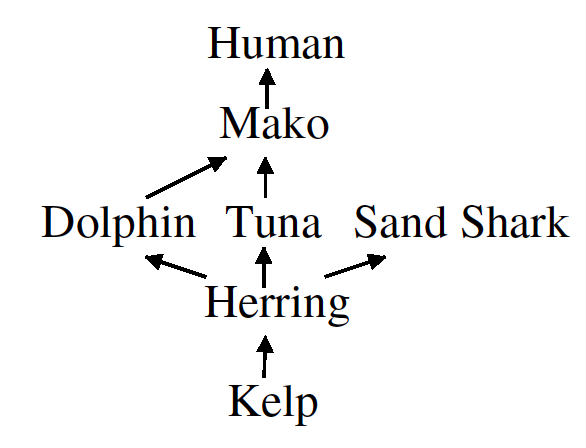 Human
Mako
Dolphin Tuna Sand Shark
Herring
Kelp